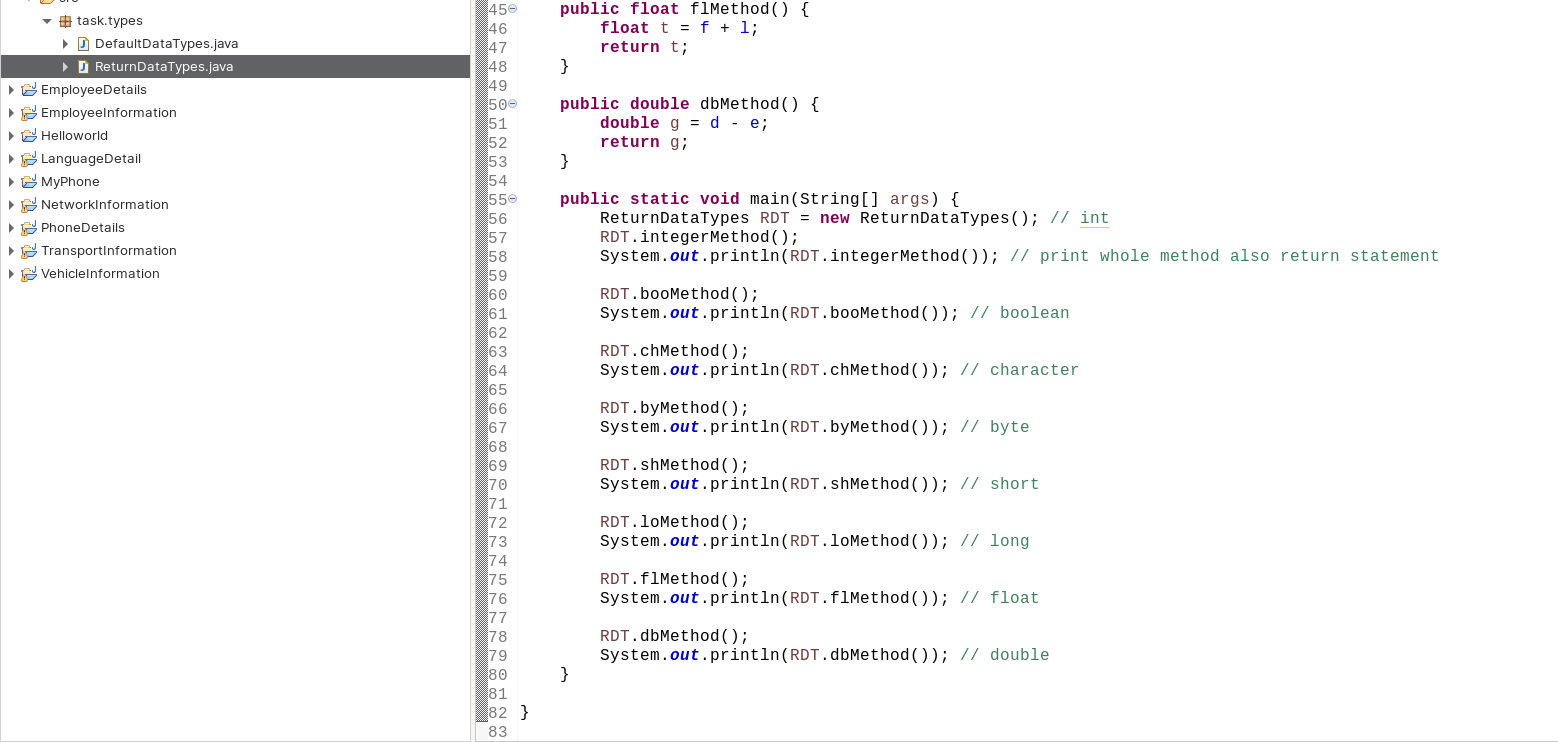 src
task.types
DefaultDataTypes.java
ReturnDataTypes.java
EmployeeDetails
EmployeeInformation
Helloworld
LanguageDetail
MyPhone
NetworkInformation
PhoneDetails
TransportInformation
VehicleInformation
45 public float flMethod() {
46 float t = f + l;
47 return t;
48 }
49
50 public double dbMethod() {
51 double g = d - e;
52 return g;
53 }
54
55 public static void main(String[] args) {
56 ReturnDataTypes RDT = new ReturnDataTypes(); // int
57 RDT.integerMethod();
58 System.out.println(RDT.integerMethod()); // print whole method also return statement
59
60 RDT.booMethod();
61 System.out.println(RDT.booMethod()); // boolean
62
63 RDT.chMethod();
64 System.out.println(RDT.chMethod()); // character
65
66 RDT.byMethod();
67 System.out.println(RDT.byMethod()); // byte
68
69 RDT.shMethod();
70 System.out.println(RDT.shMethod()); // short
71
72 RDT.loMethod();
73 System.out.println(RDT.loMethod()); // long
74
75 RDT.flMethod();
76 System.out.println(RDT.flMethod()); // float
77
78 RDT.dbMethod();
79 System.out.println(RDT.dbMethod()); // double
80 }
81
82 }
83